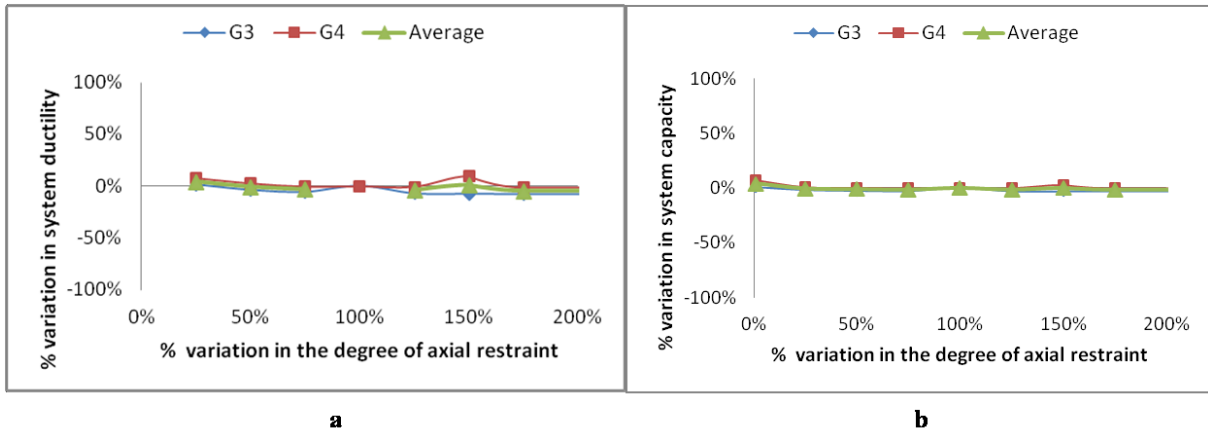 G3 G4 Average
% variation in system ductility
100%
50%
0%
-50%
-100%
0% 50% 100% 150% 200%
% variation in the degree of axial restraint
a
G3 G4 Average
% variation in system capacity
100%
50%
0%
-50%
-100%
0% 50% 100% 150% 200%
% variation in the degree of axial restraint
b